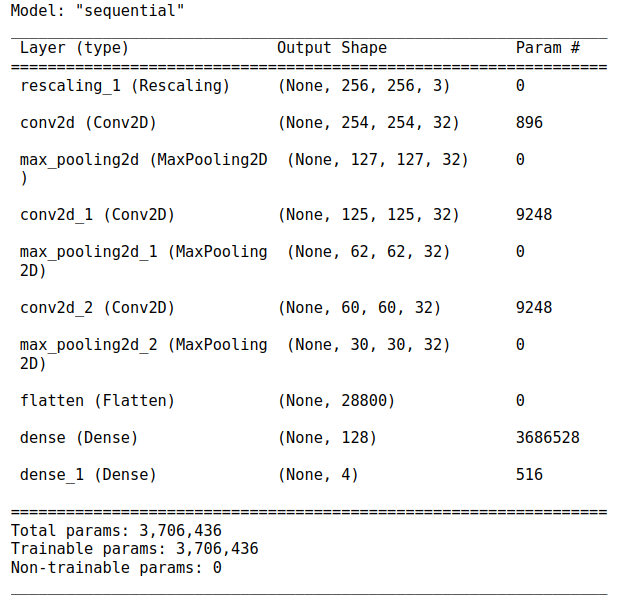 Model: "sequential"
_________________________________________________________________
 Layer (type)                Output Shape              Param #
=================================================================
 rescaling_1 (Rescaling)     (None, 256, 256, 3)       0
 conv2d (Conv2D)             (None, 254, 254, 32)      896
 max_pooling2d (MaxPooling2D  (None, 127, 127, 32)     0
 )
 conv2d_1 (Conv2D)           (None, 125, 125, 32)      9248
 max_pooling2d_1 (MaxPooling  (None, 62, 62, 32)       0
 2D)
 conv2d_2 (Conv2D)           (None, 60, 60, 32)        9248
 max_pooling2d_2 (MaxPooling  (None, 30, 30, 32)       0
 2D)
 flatten (Flatten)           (None, 28800)             0
 dense (Dense)               (None, 128)               3686528
 dense_1 (Dense)             (None, 4)                 516
=================================================================
Total params: 3,706,436
Trainable params: 3,706,436
Non-trainable params: 0
_________________________________________________________________